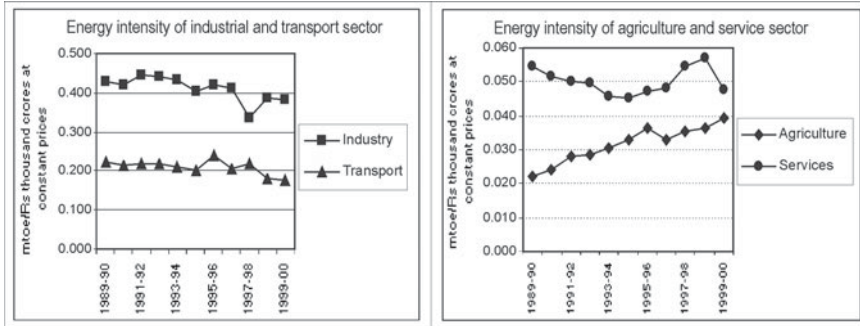 Energy intensity of industrial and transport sector
mtoe/Rs thousand crores at
constant prices
0.500
0.400
0.300
0.200
0.100
0.000
1989-90
1991-92
1993-94
1995-96
1997-98
1999-00
Industry
Transport
Energy intensity of agriculture and service sector
mtoe/Rs thousand crores at
constant prices
0.060
0.050
0.040
0.030
0.020
0.010
0.000
1989-90
1991-92
1993-94
1995-96
1997-98
1999-00
Agriculture
Services